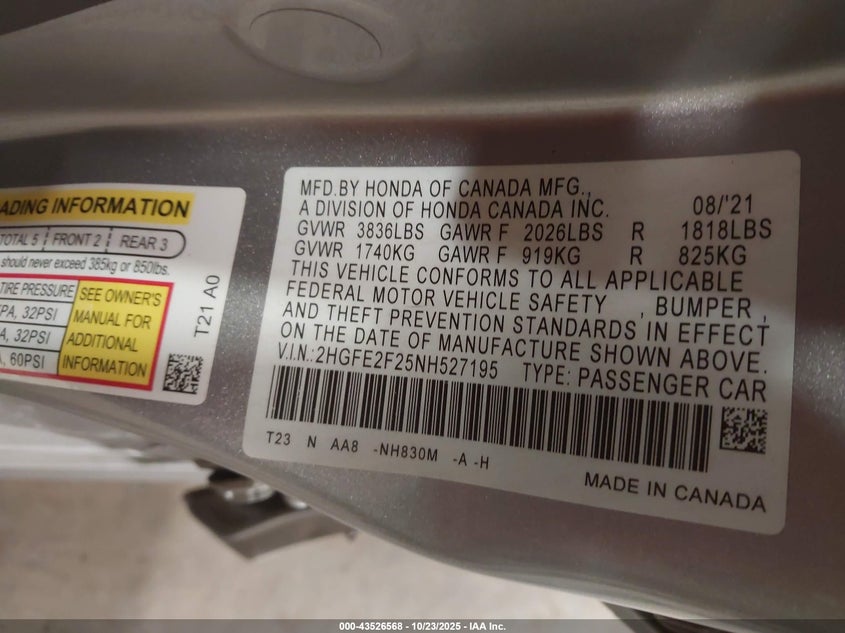 ADING INFORMATION
TOTAL 5 FRONT 2 REAR 3
should never exceed 385kg or 850lbs.
TIRE PRESSURE
PA, 32PSI
A, 32PSI
A, 60PSI
SEE OWNER'S
MANUAL FOR
ADDITIONAL
INFORMATION
T21 A0
MFD.BY HONDA OF CANADA MFG.,
A DIVISION OF HONDA CANADA INC. 08/'21
GVWR 3836LBS GAWR F 2026LBS R 1818LBS
GVWR 1740KG GAWR F 919KG R 825KG
THIS VEHICLE CONFORMS TO ALL APPLICABLE
FEDERAL MOTOR VEHICLE SAFETY , BUMPER ,
AND THEFT PREVENTION STANDARDS IN EFFECT
ON THE DATE OF MANUFACTURE SHOWN ABOVE.
V.I.N.:2HGFE2F25NH527195 TYPE: PASSENGER CAR
T23 N AA8 -NH830M -A -H
MADE IN CANADA
000-43526568 - 10/23/2025 - IAA Inc.